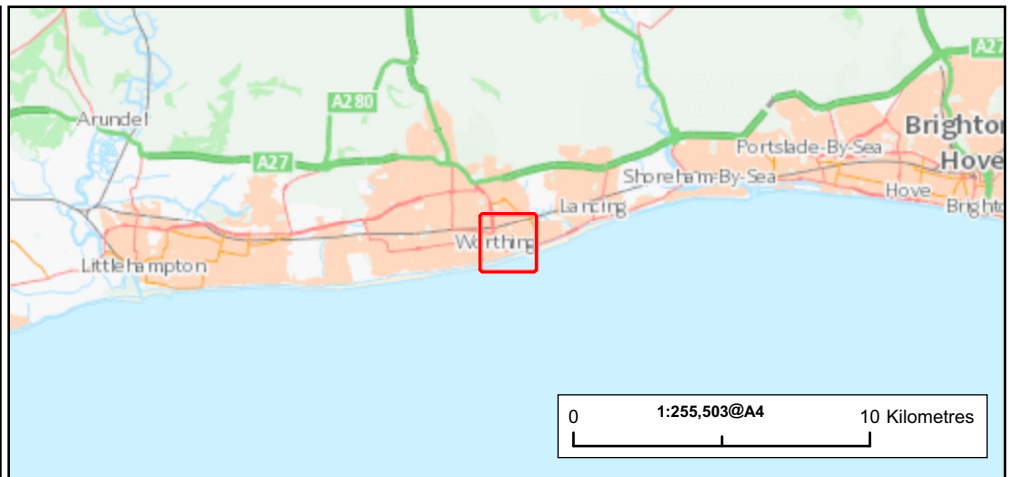 A27
A280
Arundel
Brighton
Portslade-By-Sea
Hove
A27
Shoreham-By-Sea
Hove
Lancing
Brighto
Worthing
Littlehampton
0 1:255,503@A4 10 Kilometres